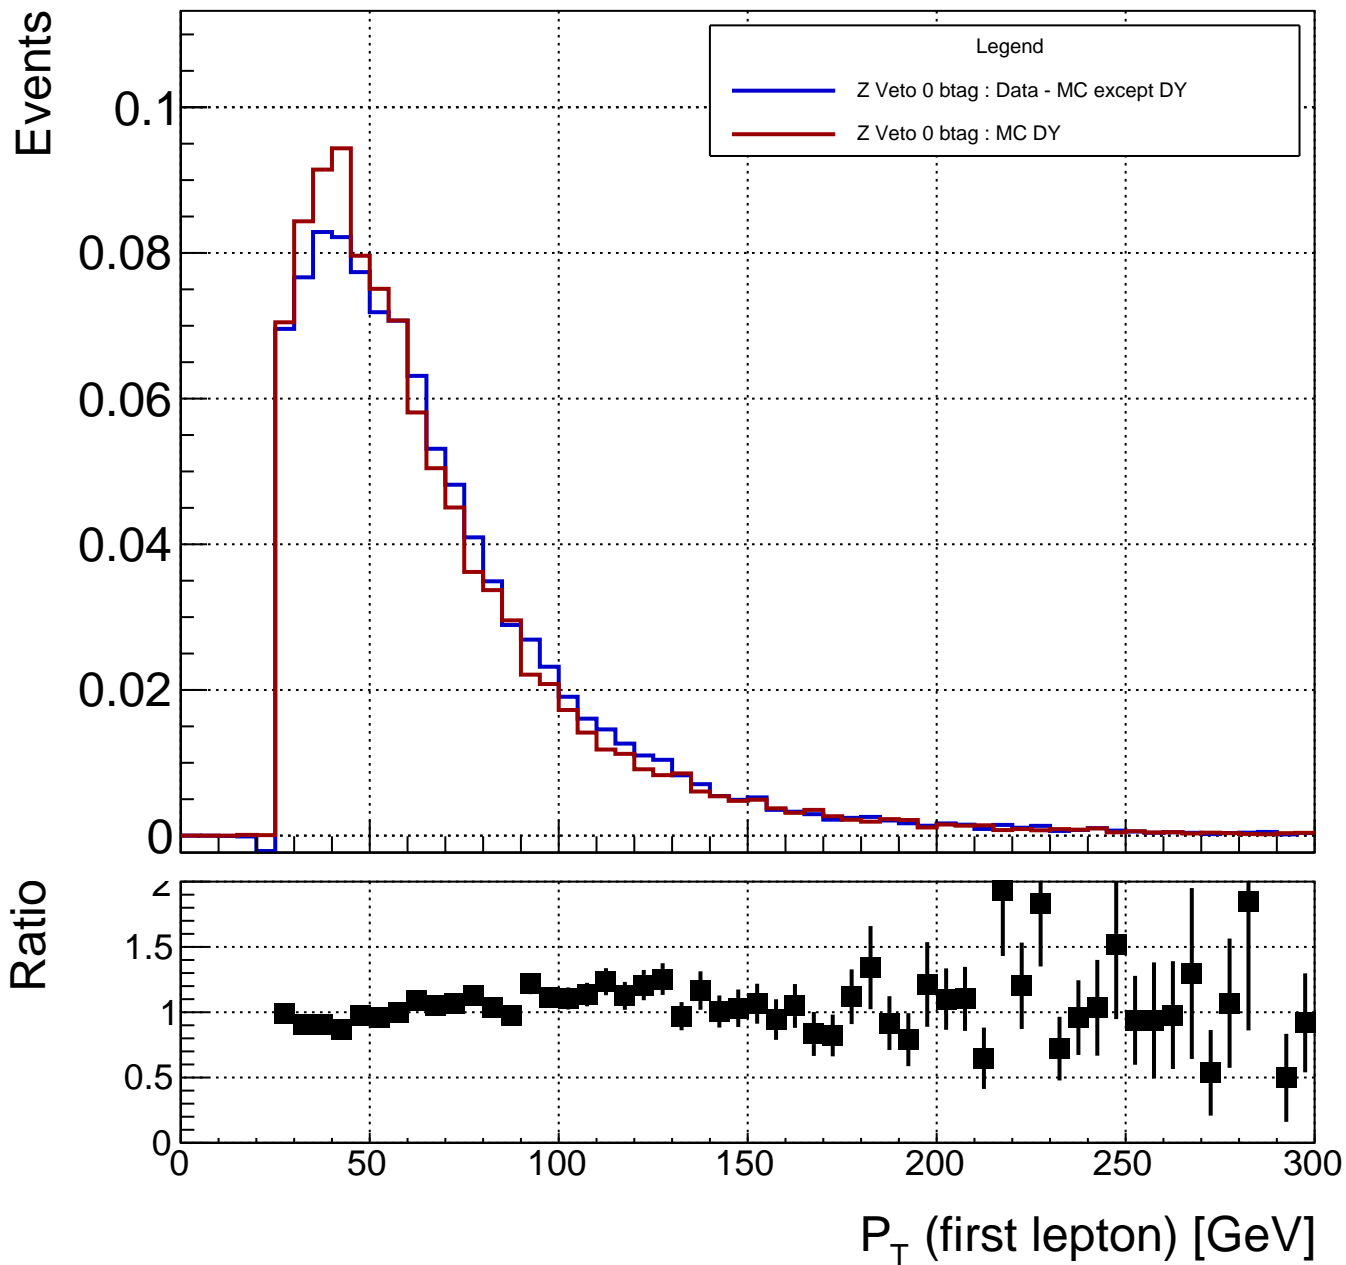 Events
0.1
0.08
0.06
0.04
0.02
0
Legend
Z Veto 0 btag : Data - MC except DY
Z Veto 0 btag : MC DY
Ratio
2
1.5
1
0.5
0
0 50 100 150 200 250 300
P_T (first lepton) [GeV]